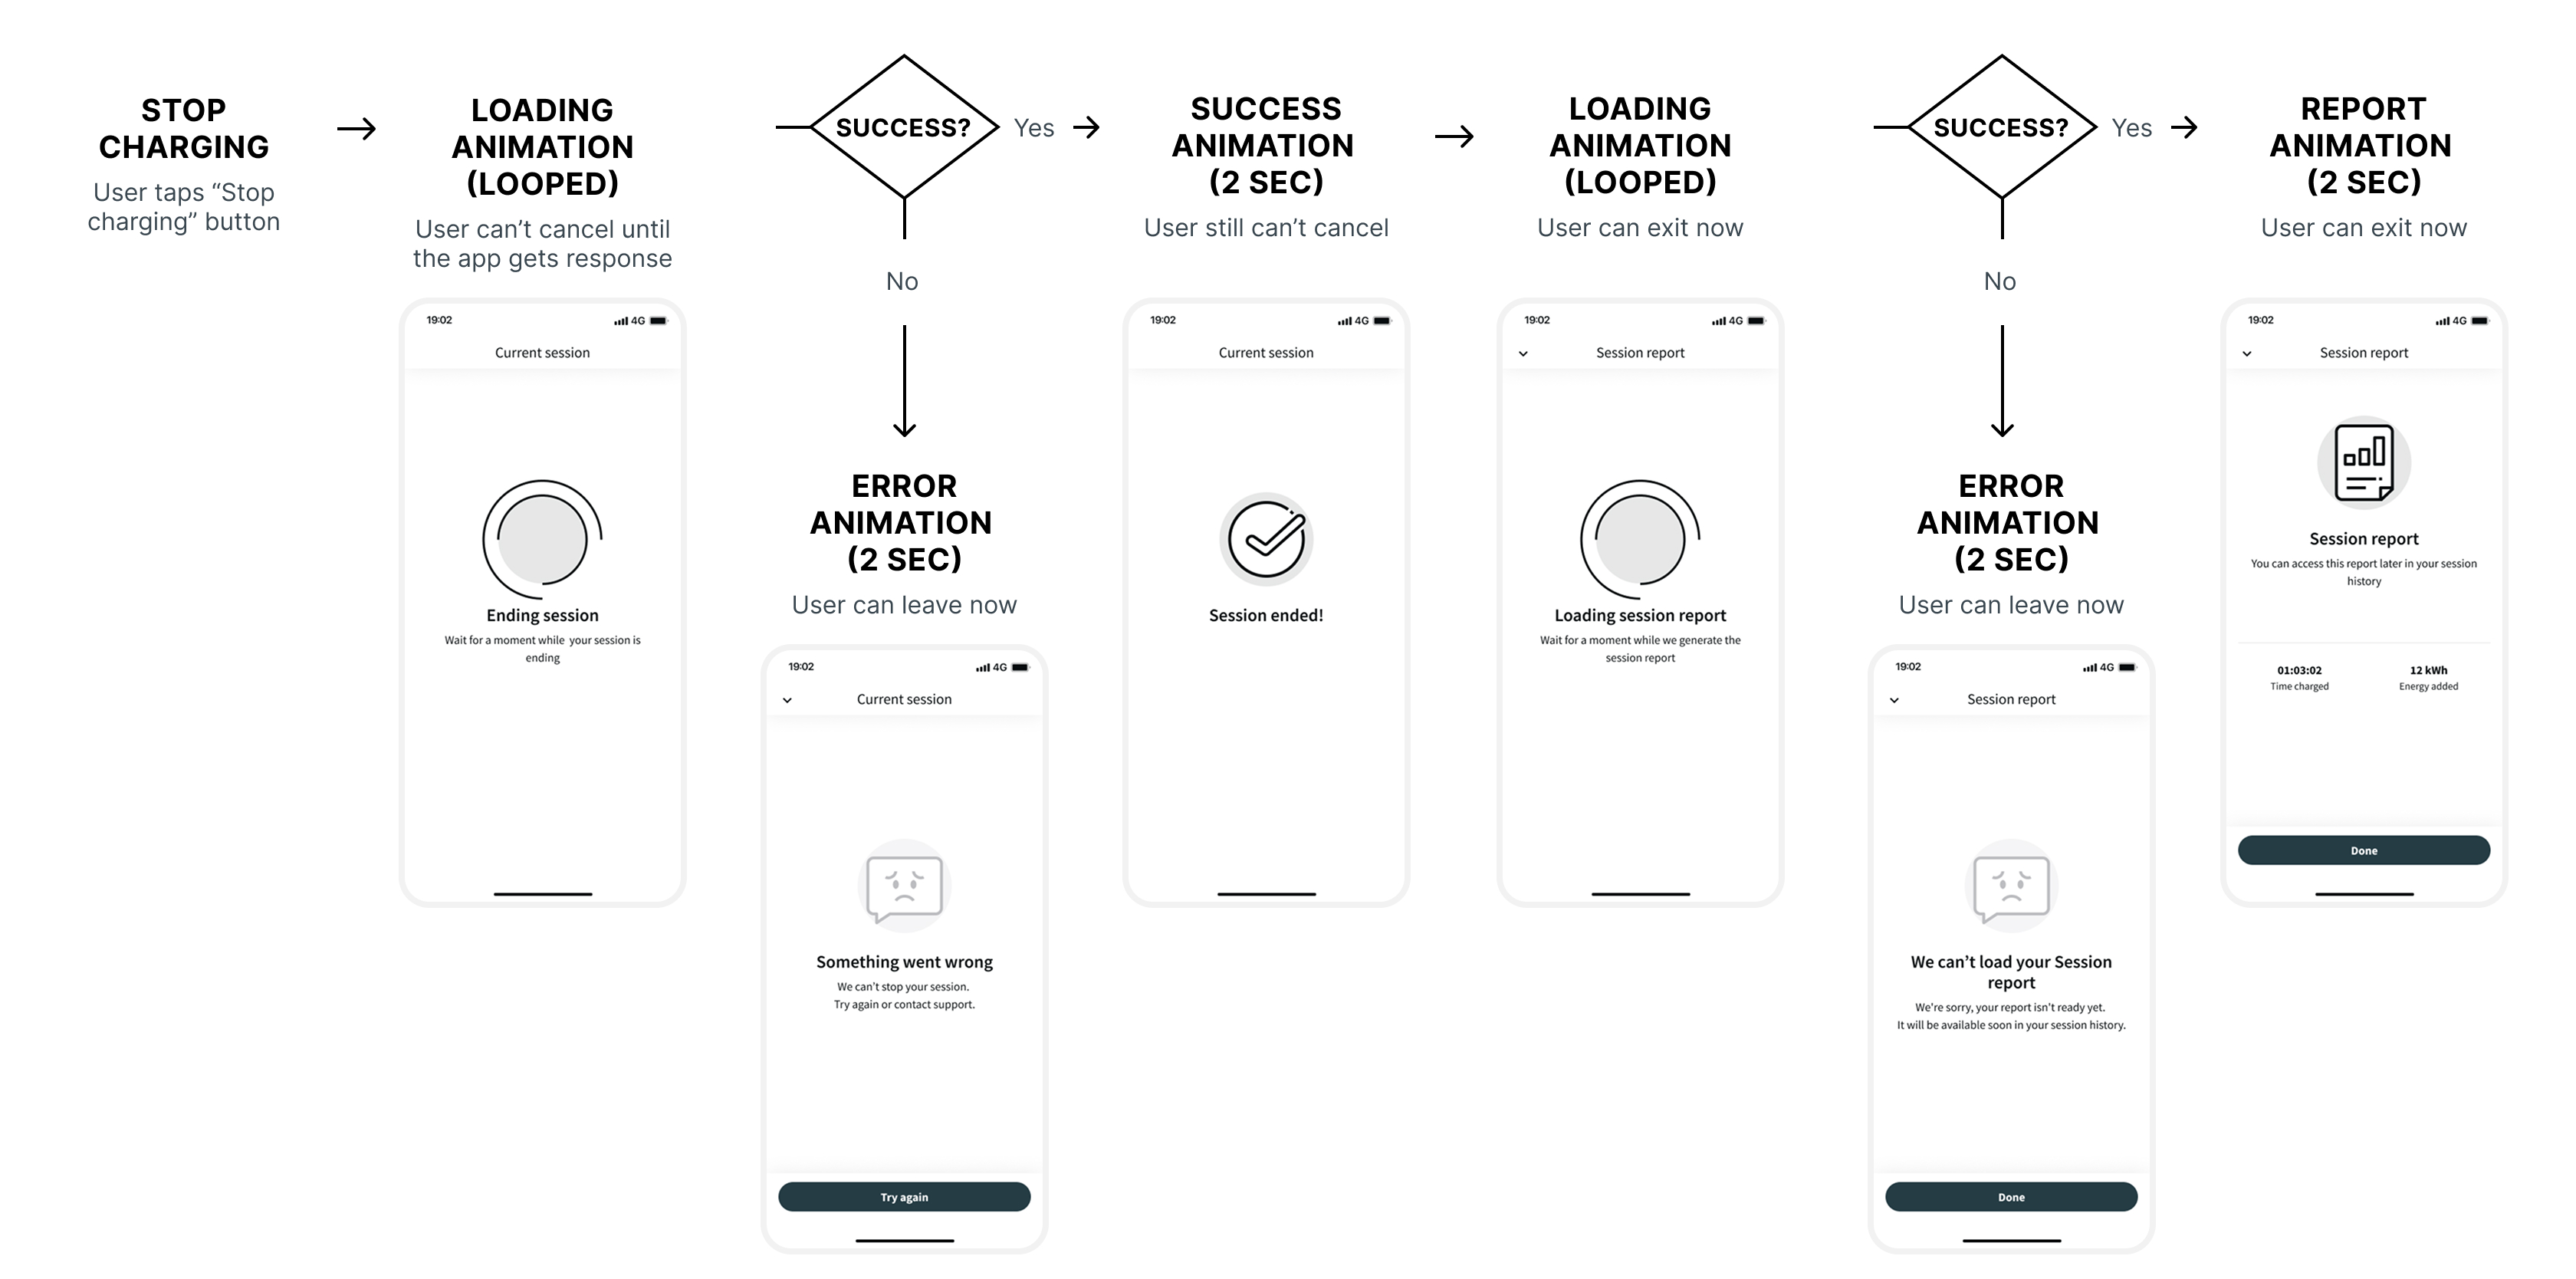 STOP
CHARGING
User taps “Stop
charging” button
LOADING
ANIMATION
(LOOPED)
User can’t cancel until
the app gets response
19:02
4G
Current session
Ending session
Wait for a moment while  your session is
ending
SUCCESS?
Yes
No
ERROR
ANIMATION
(2 SEC)
User can leave now
19:02
4G
Current session
Something went wrong
We can't stop your session.
Try again or contact support.
Try again
SUCCESS
ANIMATION
(2 SEC)
User still can’t cancel
19:02
4G
Current session
Session ended!
LOADING
ANIMATION
(LOOPED)
User can exit now
19:02
4G
Session report
Loading session report
Wait for a moment while we generate the
session report
SUCCESS?
Yes
No
ERROR
ANIMATION
(2 SEC)
User can leave now
19:02
4G
Session report
We can’t load your Session
report
We're sorry, your report isn't ready yet.
It will be available soon in your session history.
Done
REPORT
ANIMATION
(2 SEC)
User can exit now
19:02
4G
Session report
Session report
You can access this report later in your session
history
01:03:02
Time charged
12 kWh
Energy added
Done